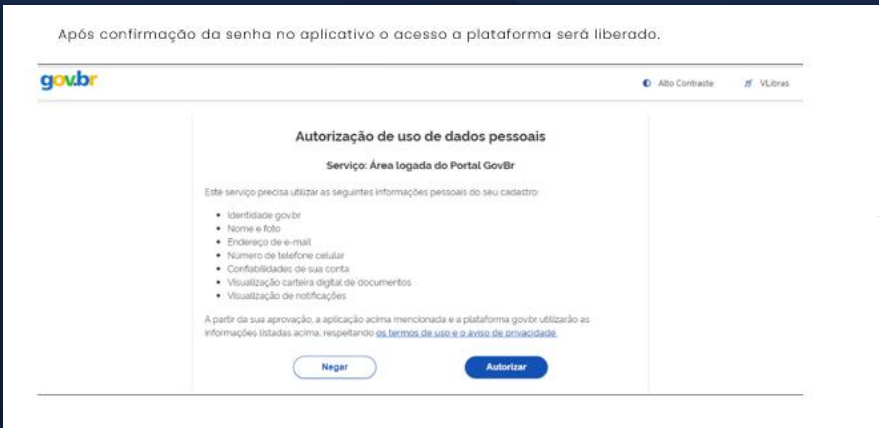 Após confirmação da senha no aplicativo o acesso a plataforma será liberado.
gov.br
Alto Contraste
VLibras
Autorização de uso de dados pessoais
Serviço: Área logada do Portal GovBr
Este serviço precisa utilizar as seguintes informações pessoais do seu cadastro:
• Identidade gov.br
• Nome e foto
• Endereço de e-mail
• Número de telefone celular
• Confiabilidades de sua conta
• Visualização carteira digital de documentos
• Visualização de notificações
A partir da sua aprovação, a aplicação acima mencionada e a plataforma gov.br utilizarão as
informações listadas acima, respeitando os termos de uso e o aviso de privacidade.
Negar
Autorizar